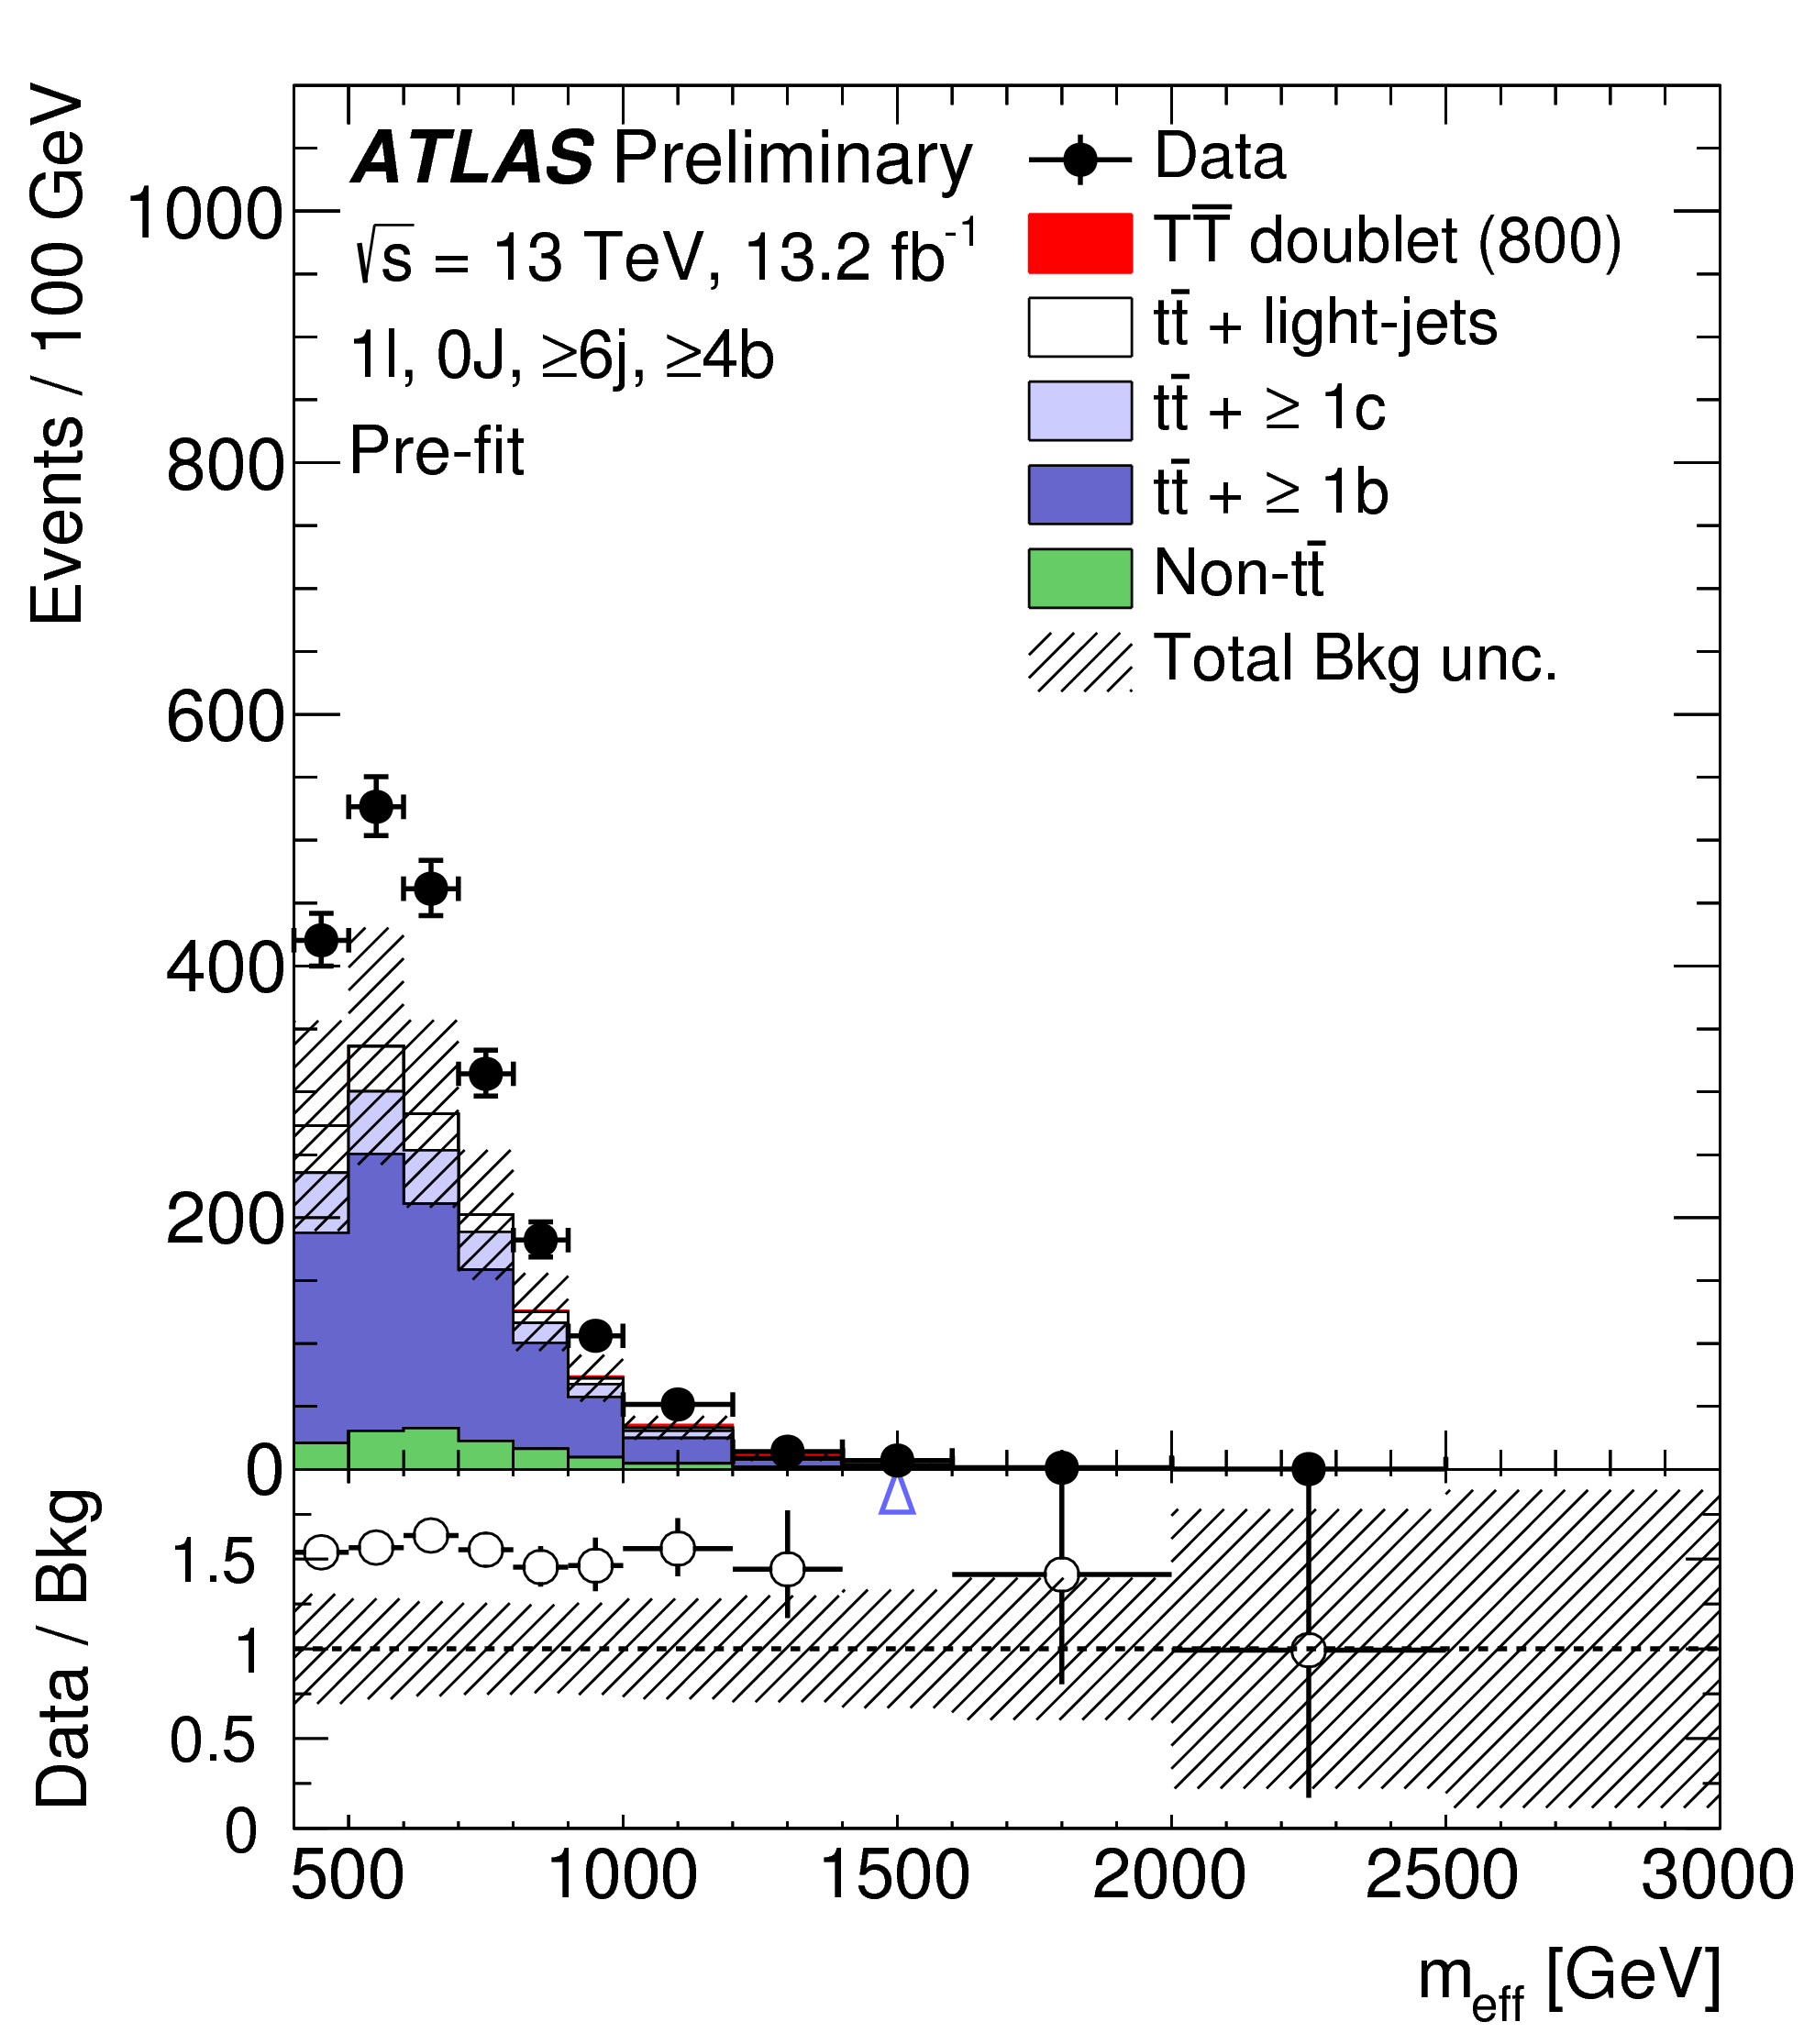 Events / 100 GeV
1000
800
600
400
200
0
ATLAS Preliminary
√s = 13 TeV, 13.2 fb⁻¹
1l, 0J, ≥6j, ≥4b
Pre-fit
Data
TT̅ doublet (800)
tt̄ + light-jets
tt̄ + ≥ 1c
tt̄ + ≥ 1b
Non-tt̄
Total Bkg unc.
Data / Bkg
1.5
1
0.5
0
500 1000 1500 2000 2500 3000
m_eff [GeV]